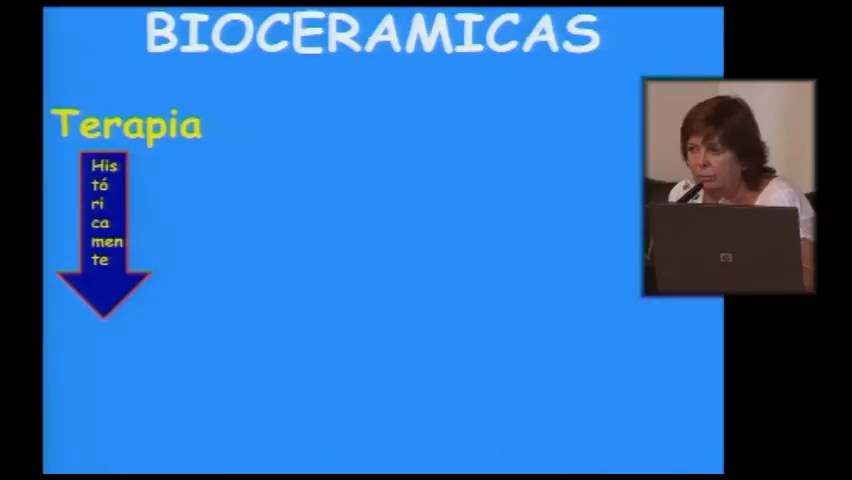 BIOCERAMICAS
Terapia
His
tó
ri
ca
men
te